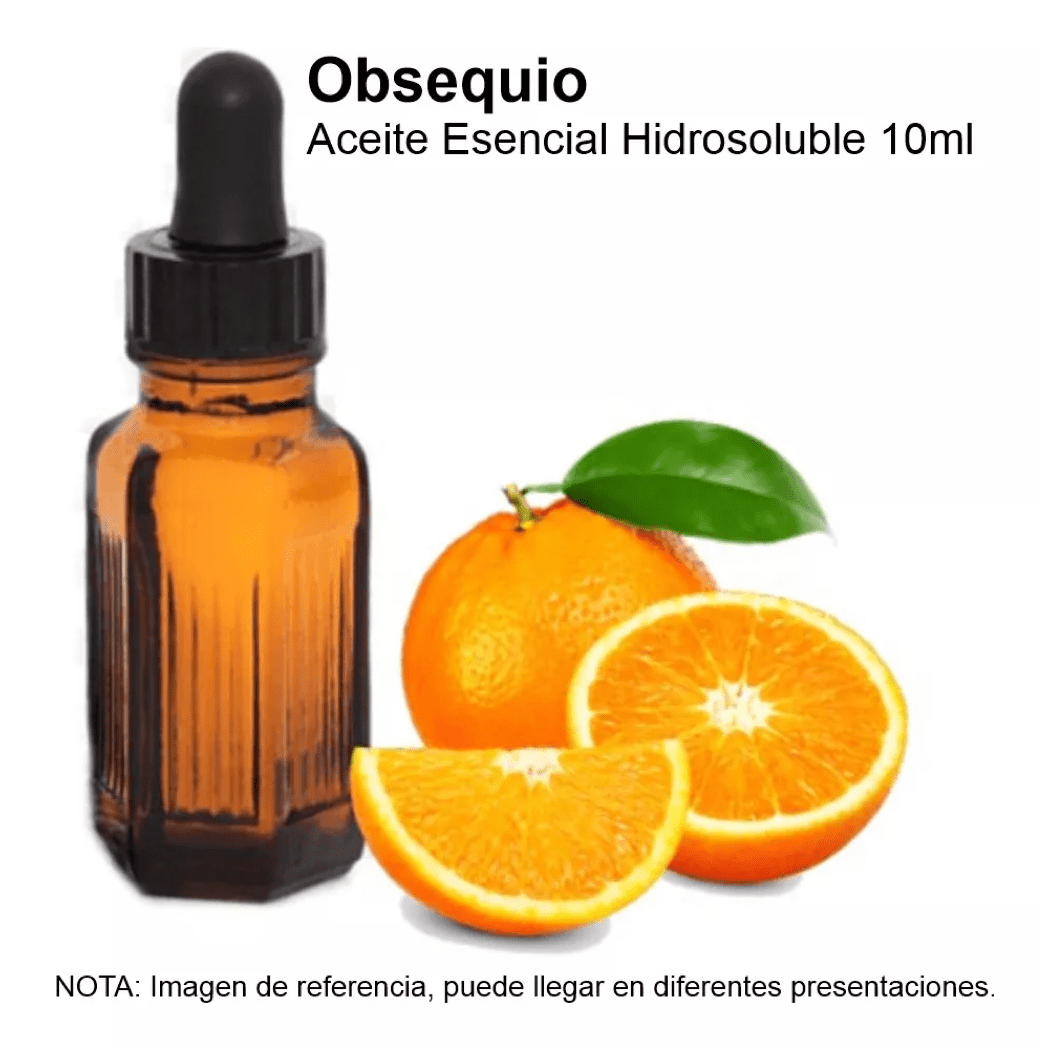 Obsequio
Aceite Esencial Hidrosoluble 10ml
NOTA: Imagen de referencia, puede llegar en diferentes presentaciones.